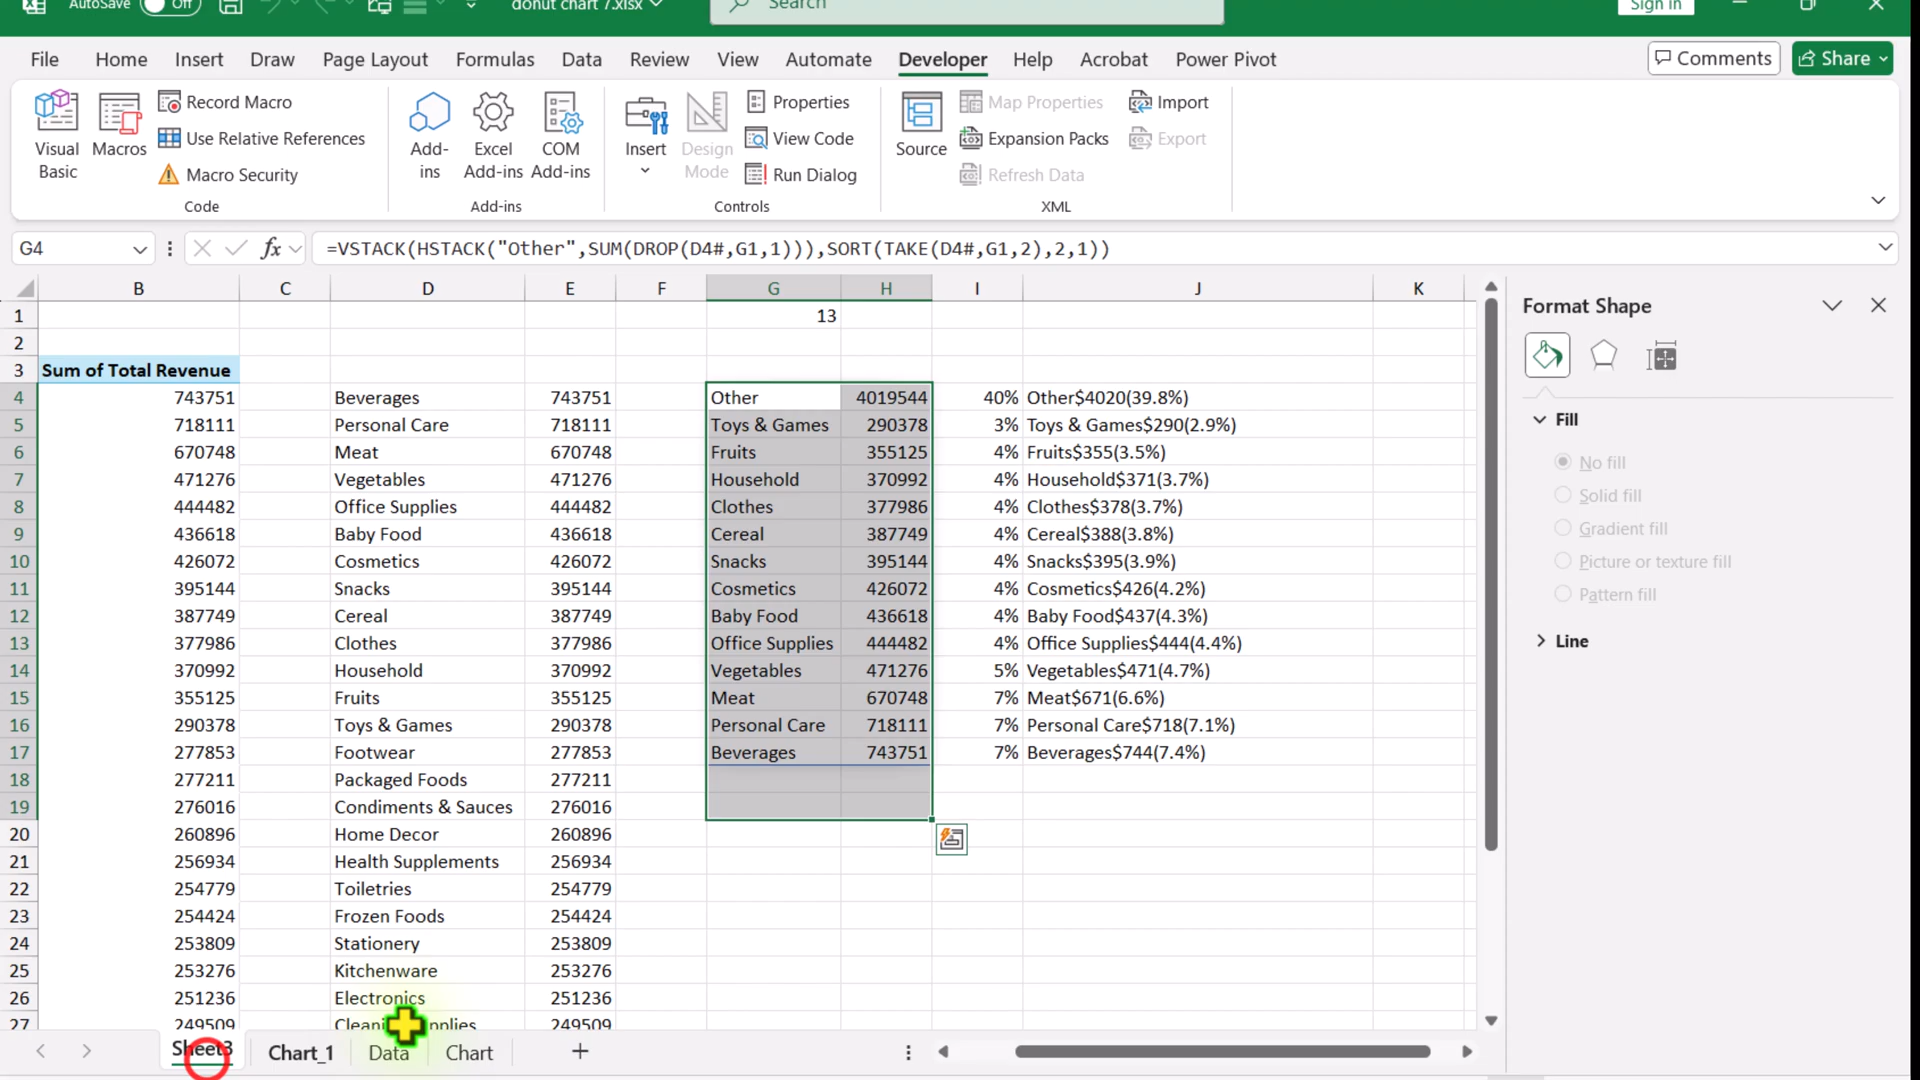 AutoSave Off donut chart 7.xlsx Search Sign in
File Home Insert Draw Page Layout Formulas Data Review View Automate Developer Help Acrobat Power Pivot Comments Share
Visual Basic
Macros
Record Macro
Use Relative References
Macro Security
Code
Add-ins
Excel Add-ins
COM Add-ins
Add-ins
Insert
Design Mode
Properties
View Code
Run Dialog
Controls
Source
Map Properties
Expansion Packs
Refresh Data
Import
Export
XML
G4 fx =VSTACK(HSTACK("Other",SUM(DROP(D4#,G1,1))),SORT(TAKE(D4#,G1,2),2,1))
B C D E F G H I J K
1 13
2
3 Sum of Total Revenue
4 743751 Beverages 743751 Other 4019544 40% Other$4020(39.8%)
5 718111 Personal Care 718111 Toys & Games 290378 3% Toys & Games$290(2.9%)
6 670748 Meat 670748 Fruits 355125 4% Fruits$355(3.5%)
7 471276 Vegetables 471276 Household 370992 4% Household$371(3.7%)
8 444482 Office Supplies 444482 Clothes 377986 4% Clothes$378(3.7%)
9 436618 Baby Food 436618 Cereal 387749 4% Cereal$388(3.8%)
10 426072 Cosmetics 426072 Snacks 395144 4% Snacks$395(3.9%)
11 395144 Snacks 395144 Cosmetics 426072 4% Cosmetics$426(4.2%)
12 387749 Cereal 387749 Baby Food 436618 4% Baby Food$437(4.3%)
13 377986 Clothes 377986 Office Supplies 444482 4% Office Supplies$444(4.4%)
14 370992 Household 370992 Vegetables 471276 5% Vegetables$471(4.7%)
15 355125 Fruits 355125 Meat 670748 7% Meat$671(6.6%)
16 290378 Toys & Games 290378 Personal Care 718111 7% Personal Care$718(7.1%)
17 277853 Footwear 277853 Beverages 743751 7% Beverages$744(7.4%)
18 277211 Packaged Foods 277211
19 276016 Condiments & Sauces 276016
20 260896 Home Decor 260896
21 256934 Health Supplements 256934
22 254779 Toiletries 254779
23 254424 Frozen Foods 254424
24 253809 Stationery 253809
25 253276 Kitchenware 253276
26 251236 Electronics 251236
27 249509 249509
Sheet3 Chart_1 Data Chart
Format Shape
Fill
No fill
Solid fill
Gradient fill
Picture or texture fill
Pattern fill
Line